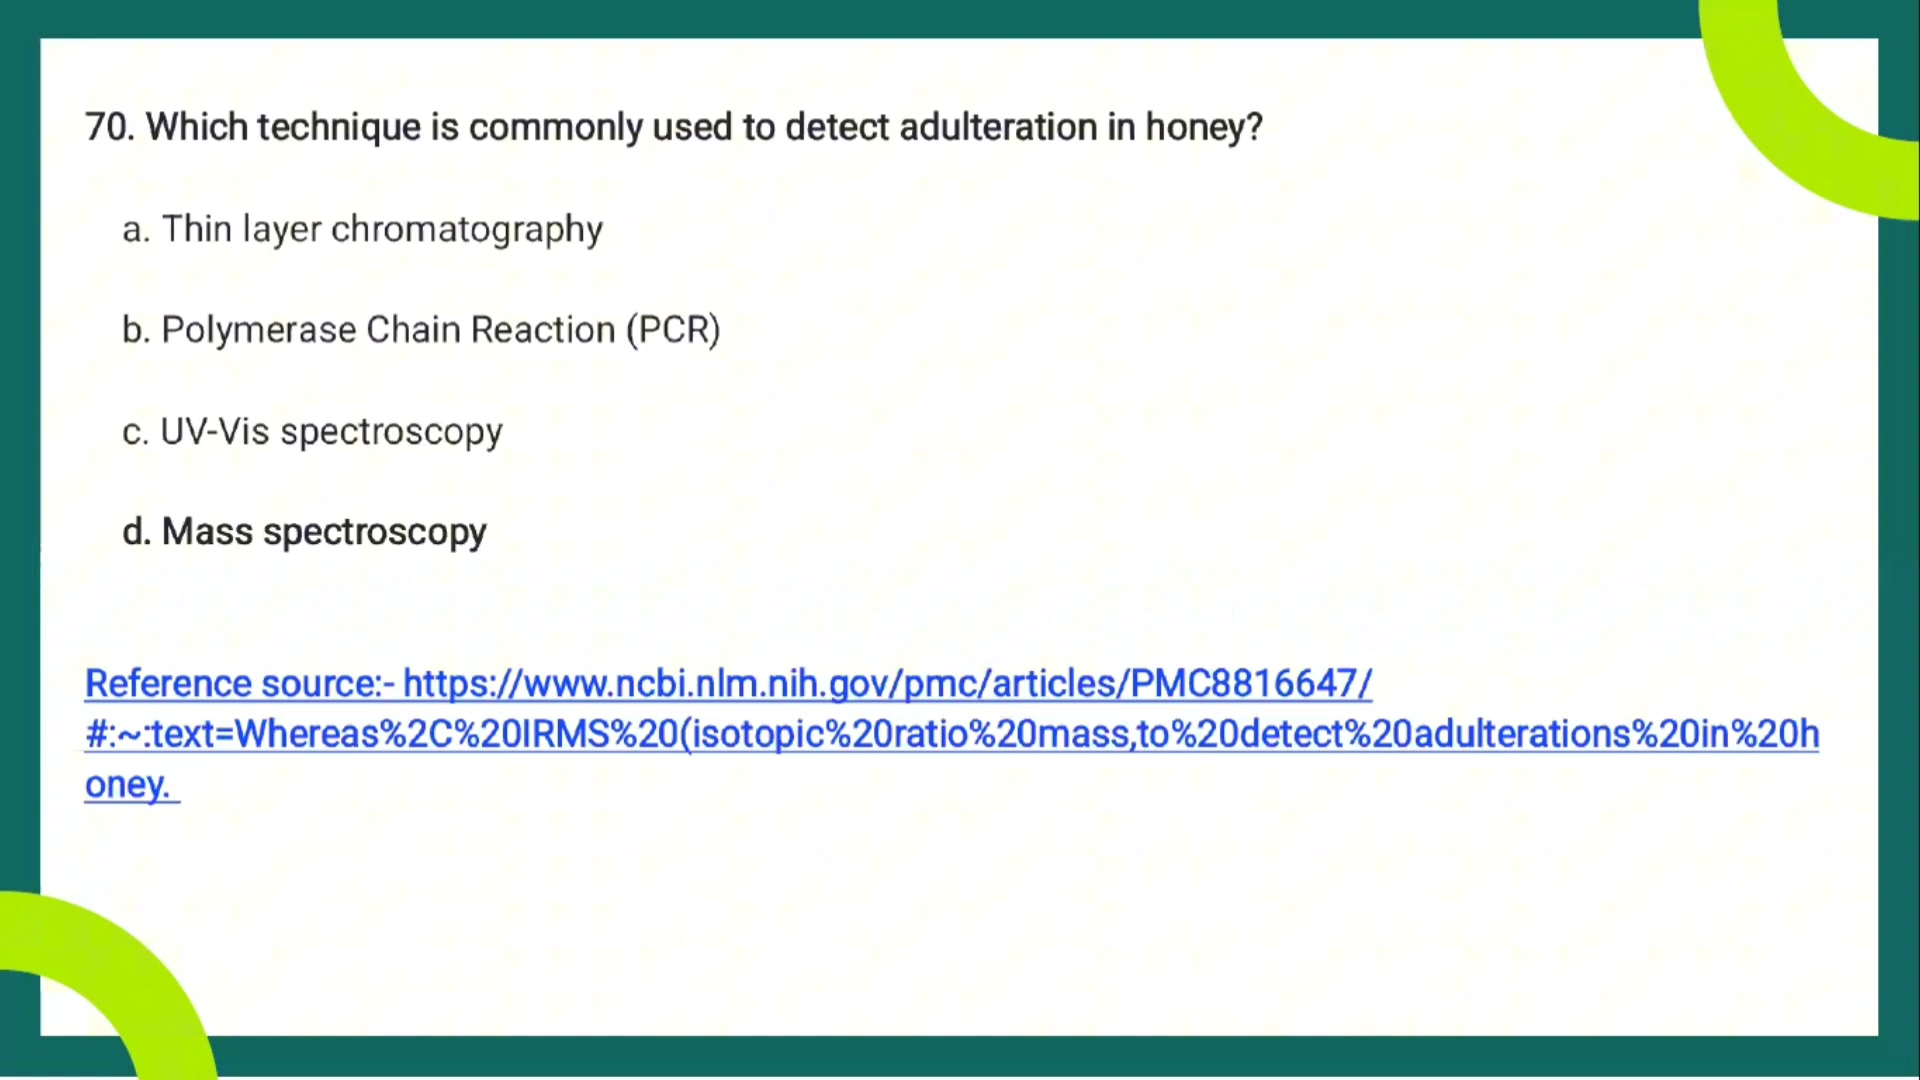 70. Which technique is commonly used to detect adulteration in honey?
a. Thin layer chromatography
b. Polymerase Chain Reaction (PCR)
c. UV-Vis spectroscopy
d. Mass spectroscopy
Reference source:- https://www.ncbi.nlm.nih.gov/pmc/articles/PMC8816647/
#:~:text=Whereas%2C%20IRMS%20(isotopic%20ratio%20mass,to%20detect%20adulterations%20in%20h
oney.